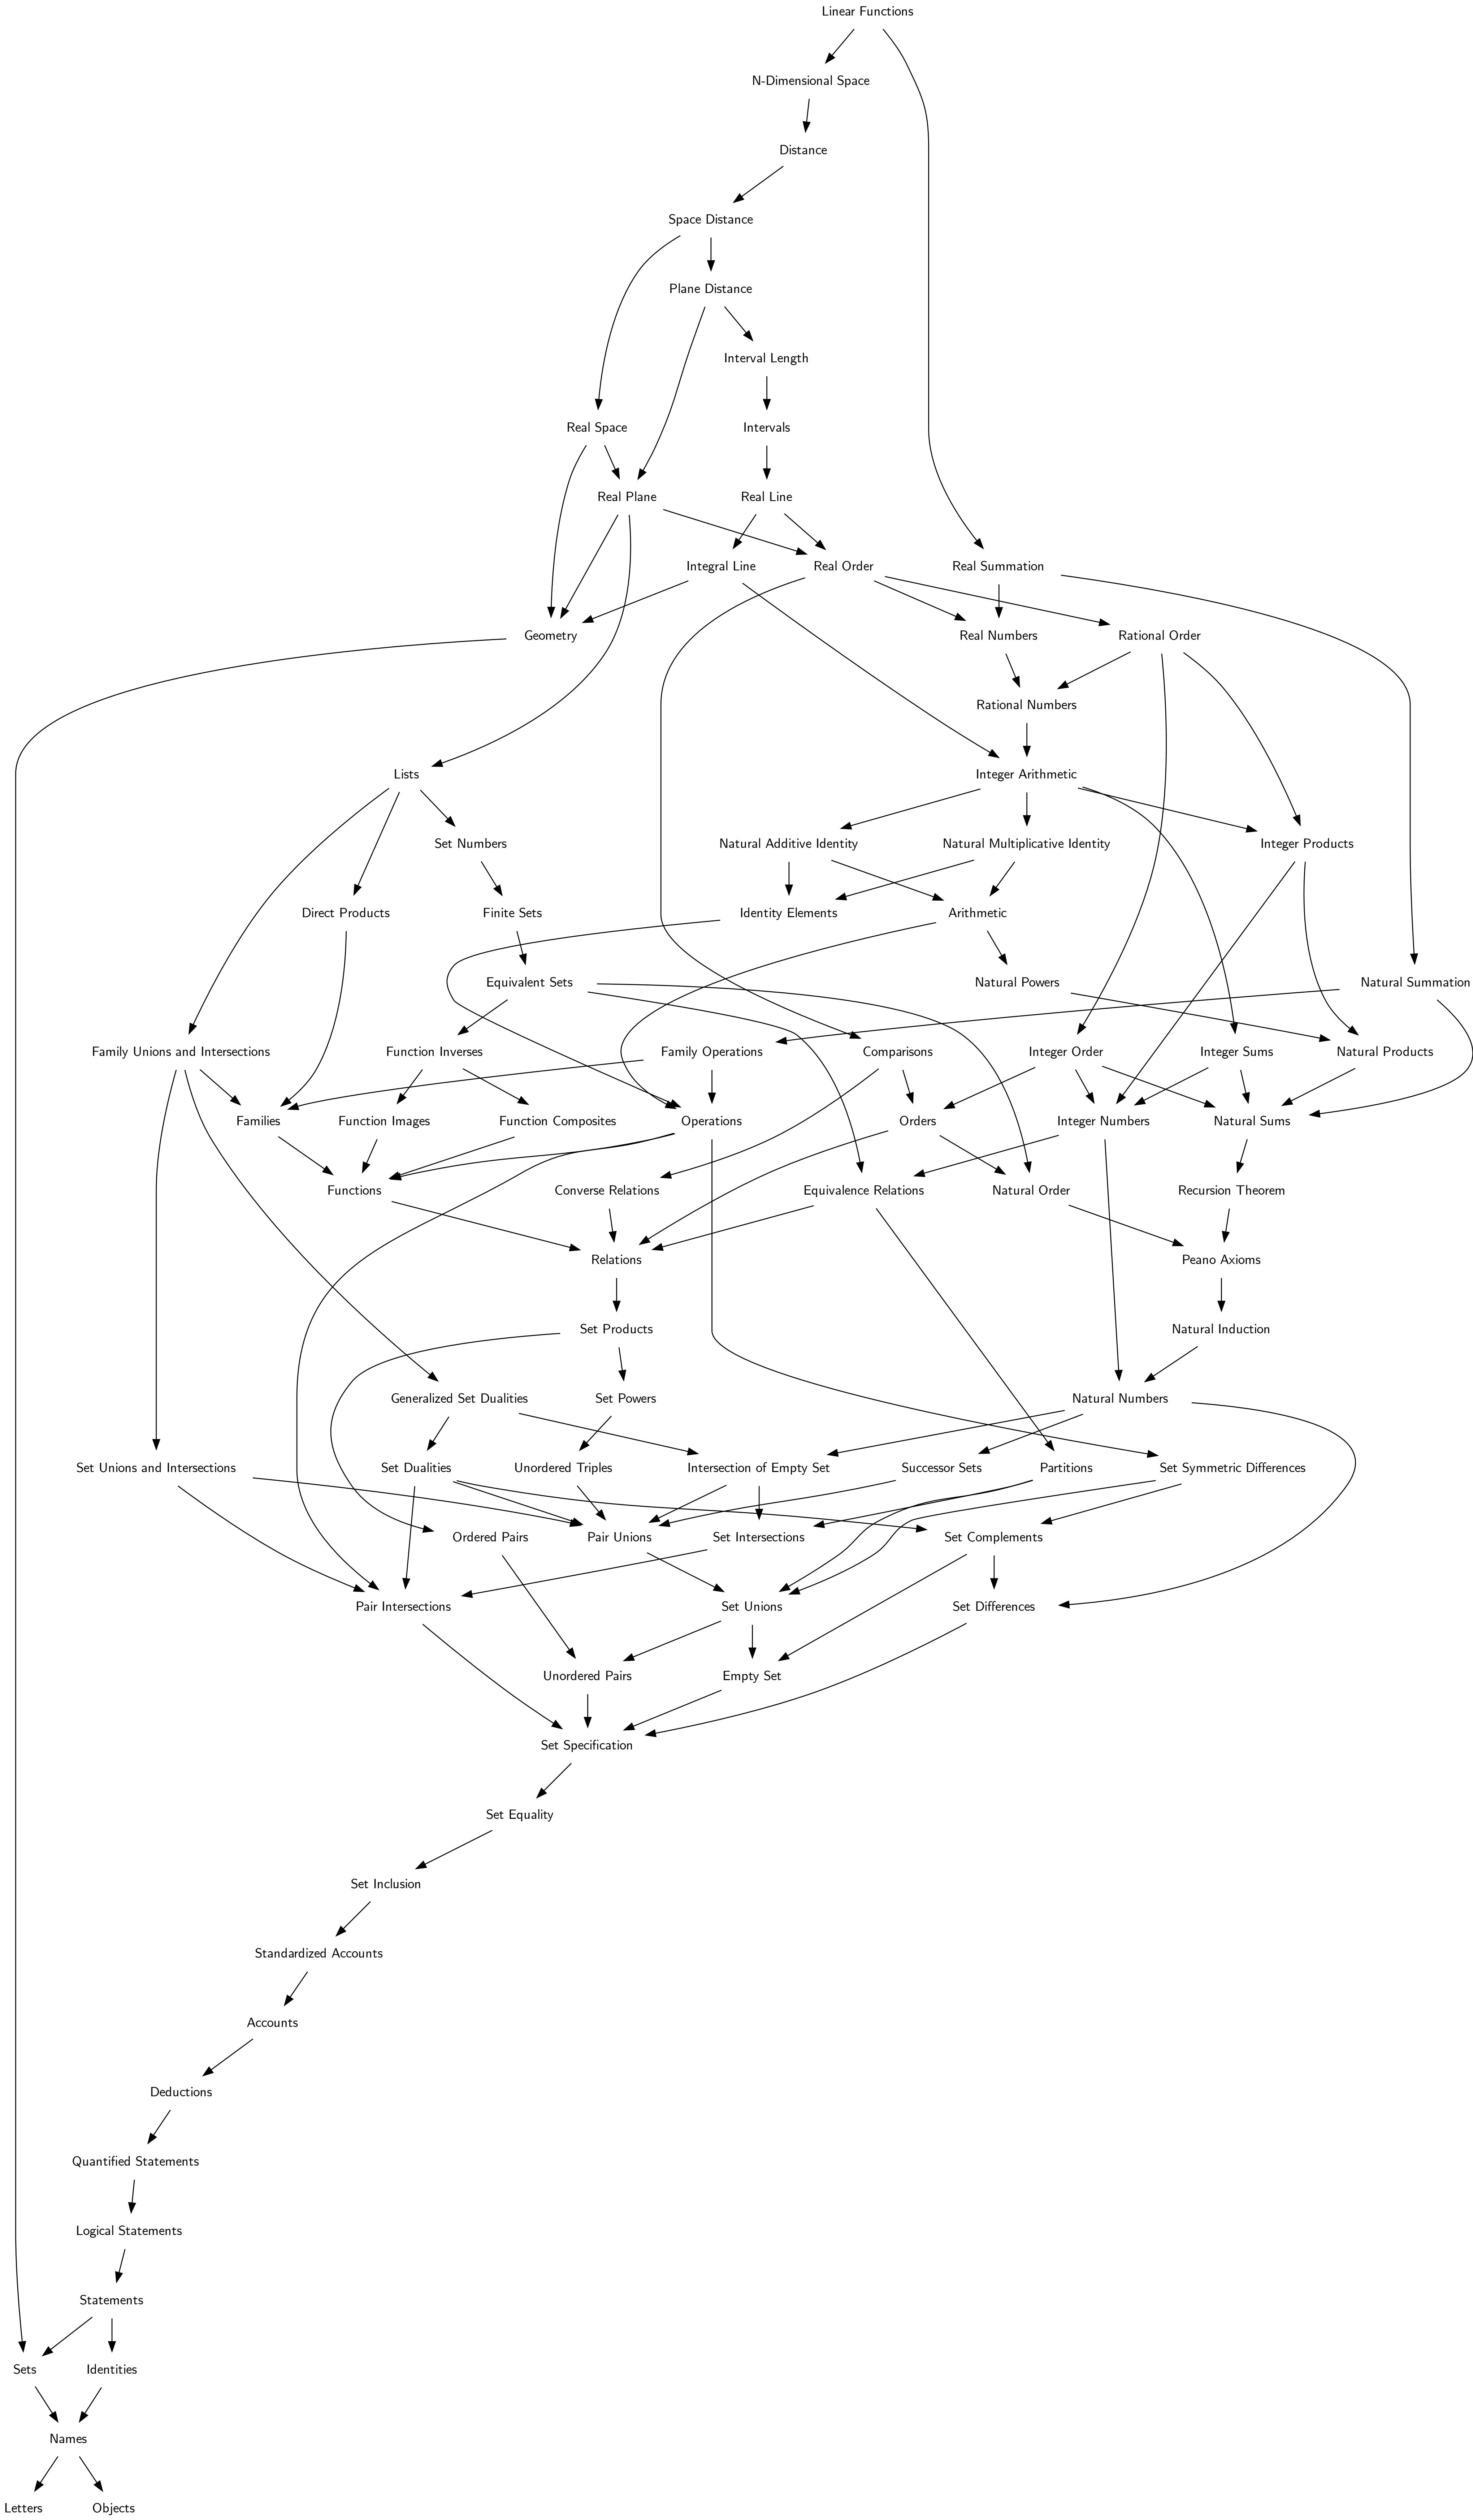 Linear Functions
N-Dimensional Space
Distance
Space Distance
Plane Distance
Interval Length
Real Space
Intervals
Real Plane
Real Line
Integral Line
Real Order
Real Summation
Geometry
Real Numbers
Rational Order
Rational Numbers
Lists
Integer Arithmetic
Set Numbers
Natural Additive Identity
Natural Multiplicative Identity
Integer Products
Direct Products
Finite Sets
Identity Elements
Arithmetic
Equivalent Sets
Natural Powers
Natural Summation
Family Unions and Intersections
Function Inverses
Family Operations
Comparisons
Integer Order
Integer Sums
Natural Products
Families
Function Images
Function Composites
Operations
Orders
Integer Numbers
Natural Sums
Functions
Converse Relations
Equivalence Relations
Natural Order
Recursion Theorem
Relations
Peano Axioms
Set Products
Natural Induction
Generalized Set Dualities
Set Powers
Natural Numbers
Set Unions and Intersections
Set Dualities
Unordered Triples
Intersection of Empty Set
Successor Sets
Partitions
Set Symmetric Differences
Ordered Pairs
Pair Unions
Set Intersections
Set Complements
Pair Intersections
Set Unions
Set Differences
Unordered Pairs
Empty Set
Set Specification
Set Equality
Set Inclusion
Standardized Accounts
Accounts
Deductions
Quantified Statements
Logical Statements
Statements
Sets
Identities
Names
Letters
Objects